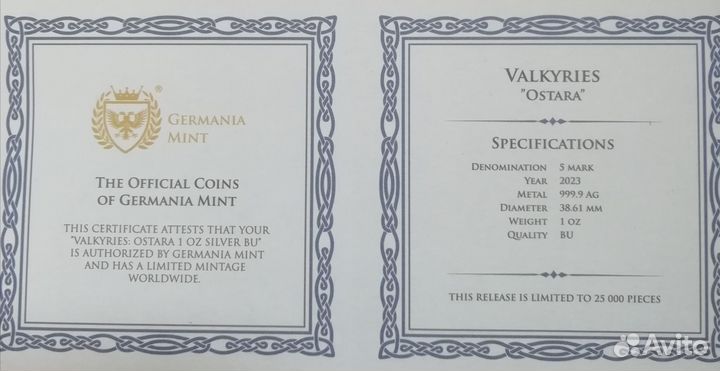 ®
GERMANIA
MINT
THE OFFICIAL COINS
OF GERMANIA MINT
THIS CERTIFICATE ATTESTS THAT YOUR
"VALKYRIES: OSTARA 1 OZ SILVER BU"
IS AUTHORIZED BY GERMANIA MINT
AND HAS A LIMITED MINTAGE
WORLDWIDE.
VALKYRIES
"OSTARA"
SPECIFICATIONS
DENOMINATION 5 MARK
YEAR 2023
METAL 999.9 AG
DIAMETER 38.61 MM
WEIGHT 1 OZ
QUALITY BU
THIS RELEASE IS LIMITED TO 25 000 PIECES
Avito